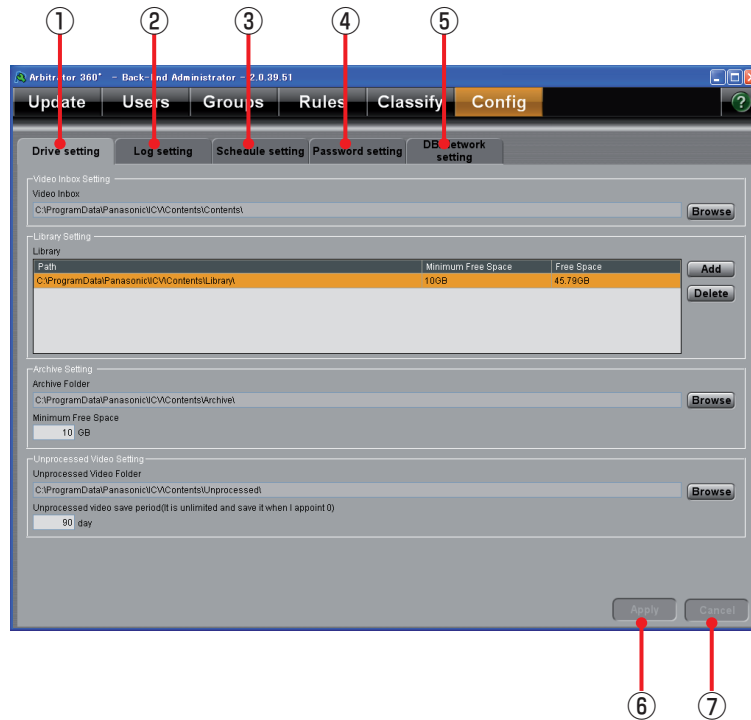 ① ② ③ ④ ⑤
Arbitrator 360° - Back-End Administrator - 2.0.39.51
Update Users Groups Rules Classify Config ?
Drive setting Log setting Schedule setting Password setting DB/Network setting
Video Inbox Setting
Video Inbox
C:\ProgramData\Panasonic\ICV\Contents\Contents\ Browse
Library Setting
Library
Path Minimum Free Space Free Space Add
C:\ProgramData\Panasonic\ICV\Contents\Library\ 10GB 45.79GB
Delete
Archive Setting
Archive Folder
C:\ProgramData\Panasonic\ICV\Contents\Archive\ Browse
Minimum Free Space
10 GB
Unprocessed Video Setting
Unprocessed Video Folder
C:\ProgramData\Panasonic\ICV\Contents\Unprocessed\ Browse
Unprocessed video save period(It is unlimited and save it when I appoint 0)
90 day
Apply Cancel
⑥ ⑦